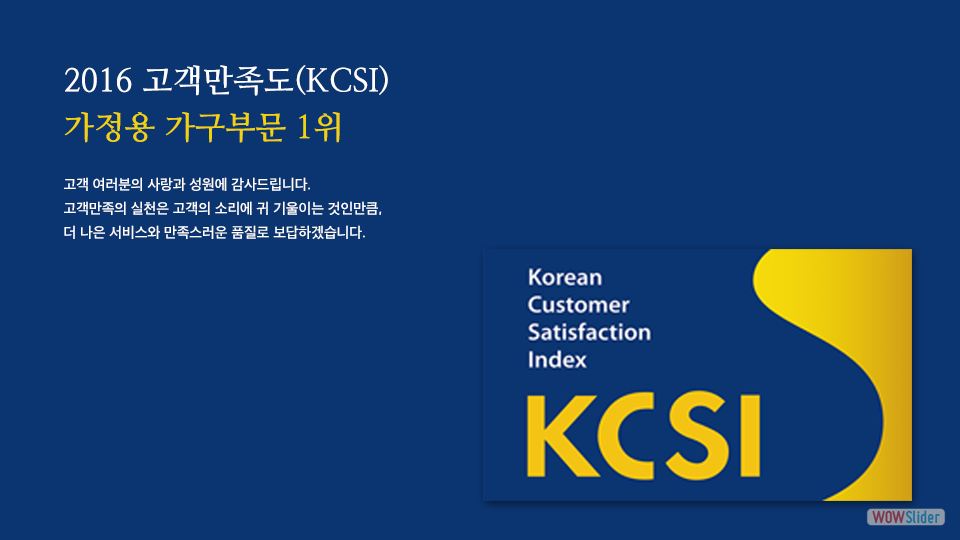 2016 고객만족도(KCSI)
가정용 가구부문 1위
고객 여러분의 사랑과 성원에 감사드립니다.
고객만족의 실천은 고객의 소리에 귀 기울이는 것인만큼,
더 나은 서비스와 만족스러운 품질로 보답하겠습니다.
Korean
Customer
Satisfaction
Index
KCSI
WOWSlider